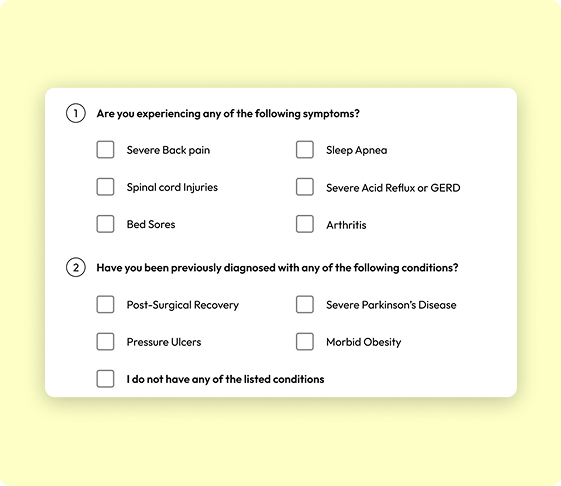 1 Are you experiencing any of the following symptoms?
Severe Back pain
Sleep Apnea
Spinal cord Injuries
Severe Acid Reflux or GERD
Bed Sores
Arthritis
2 Have you been previously diagnosed with any of the following conditions?
Post-Surgical Recovery
Severe Parkinson's Disease
Pressure Ulcers
Morbid Obesity
I do not have any of the listed conditions